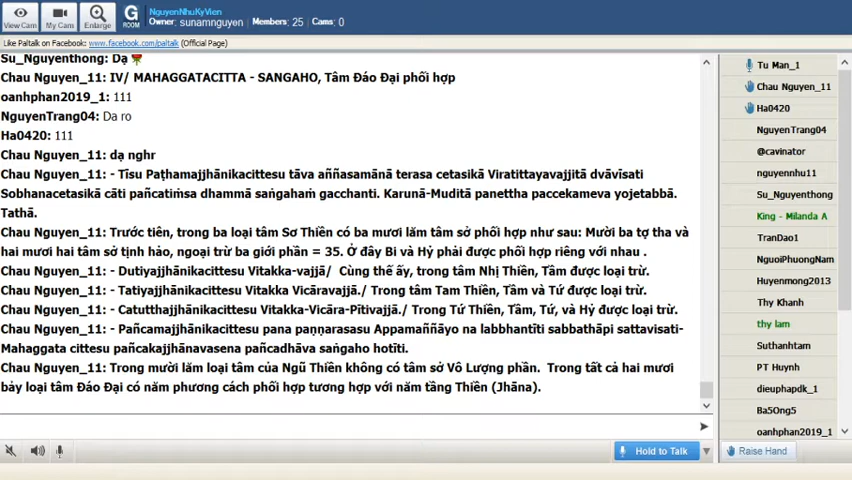 View Cam
My Cam
Enlarge
G
ROOM
NguyenNhuKyVien
Owner: sunamnguyen Members: 25 Cams: 0
Like Paltalk on Facebook: www.facebook.com/paltalk (Official Page)
Su_Nguyenthong: Dạ
Chau Nguyen_11: IV/ MAHAGGATACITTA - SANGAHO, Tâm Đáo Đại phối hợp
oanhphan2019_1: 111
NguyenTrang04: Da ro
Ha0420: 111
Chau Nguyen_11: dạ nghr
Chau Nguyen_11: - Tīsu Paṭhamajjhānikacittesu tāva aññasamānā terasa cetasikā Viratittayavajjitā dvāvīsati
Sobhanacetasikā cāti pañcatiṁsa dhammā saṅgahaṁ gacchanti. Karunā-Muditā panettha paccekameva yojetabbā.
Tathā.
Chau Nguyen_11: Trước tiên, trong ba loại tâm Sơ Thiền có ba mươi lăm tâm sở phối hợp như sau: Mười ba tợ tha và
hai mươi hai tâm sở tịnh hảo, ngoại trừ ba giới phần = 35. Ở đây Bi và Hỷ phải được phối hợp riêng với nhau .
Chau Nguyen_11: - Dutiyajjhānikacittesu Vitakka-vajjā/ Cùng thế ấy, trong tâm Nhị Thiền, Tầm được loại trừ.
Chau Nguyen_11: - Tatiyajjhānikacittesu Vitakka Vicāravajjā./ Trong tâm Tam Thiền, Tầm và Tứ được loại trừ.
Chau Nguyen_11: - Catutthajjhānikacittesu Vitakka-Vicāra-Pītivajjā./ Trong Tứ Thiền, Tầm, Tứ, và Hỷ được loại trừ.
Chau Nguyen_11: - Pañcamajjhānikacittesu pana paṇṇarasasu Appamaññāyo na labbhantīti sabbathāpi sattavisati-
Mahaggata cittesu pañcakajjhānavasena pañcadhāva saṅgaho hotīti.
Chau Nguyen_11: Trong mười lăm loại tâm của Ngũ Thiền không có tâm sở Vô Lượng phần. Trong tất cả hai mươi
bảy loại tâm Đáo Đại có năm phương cách phối hợp tương hợp với năm tầng Thiền (Jhāna).
Tu Man_1
Chau Nguyen_11
Ha0420
NguyenTrang04
@cavinator
nguyennhu11
Su_Nguyenthong
King - Milanda A
TranDao1
NguoiPhuongNam
Huyenmong2013
Thy Khanh
thy lam
Suthanhtam
PT Huynh
dieuphapdk_1
Ba5Ong5
oanhphan2019_1
Hold to Talk
Raise Hand